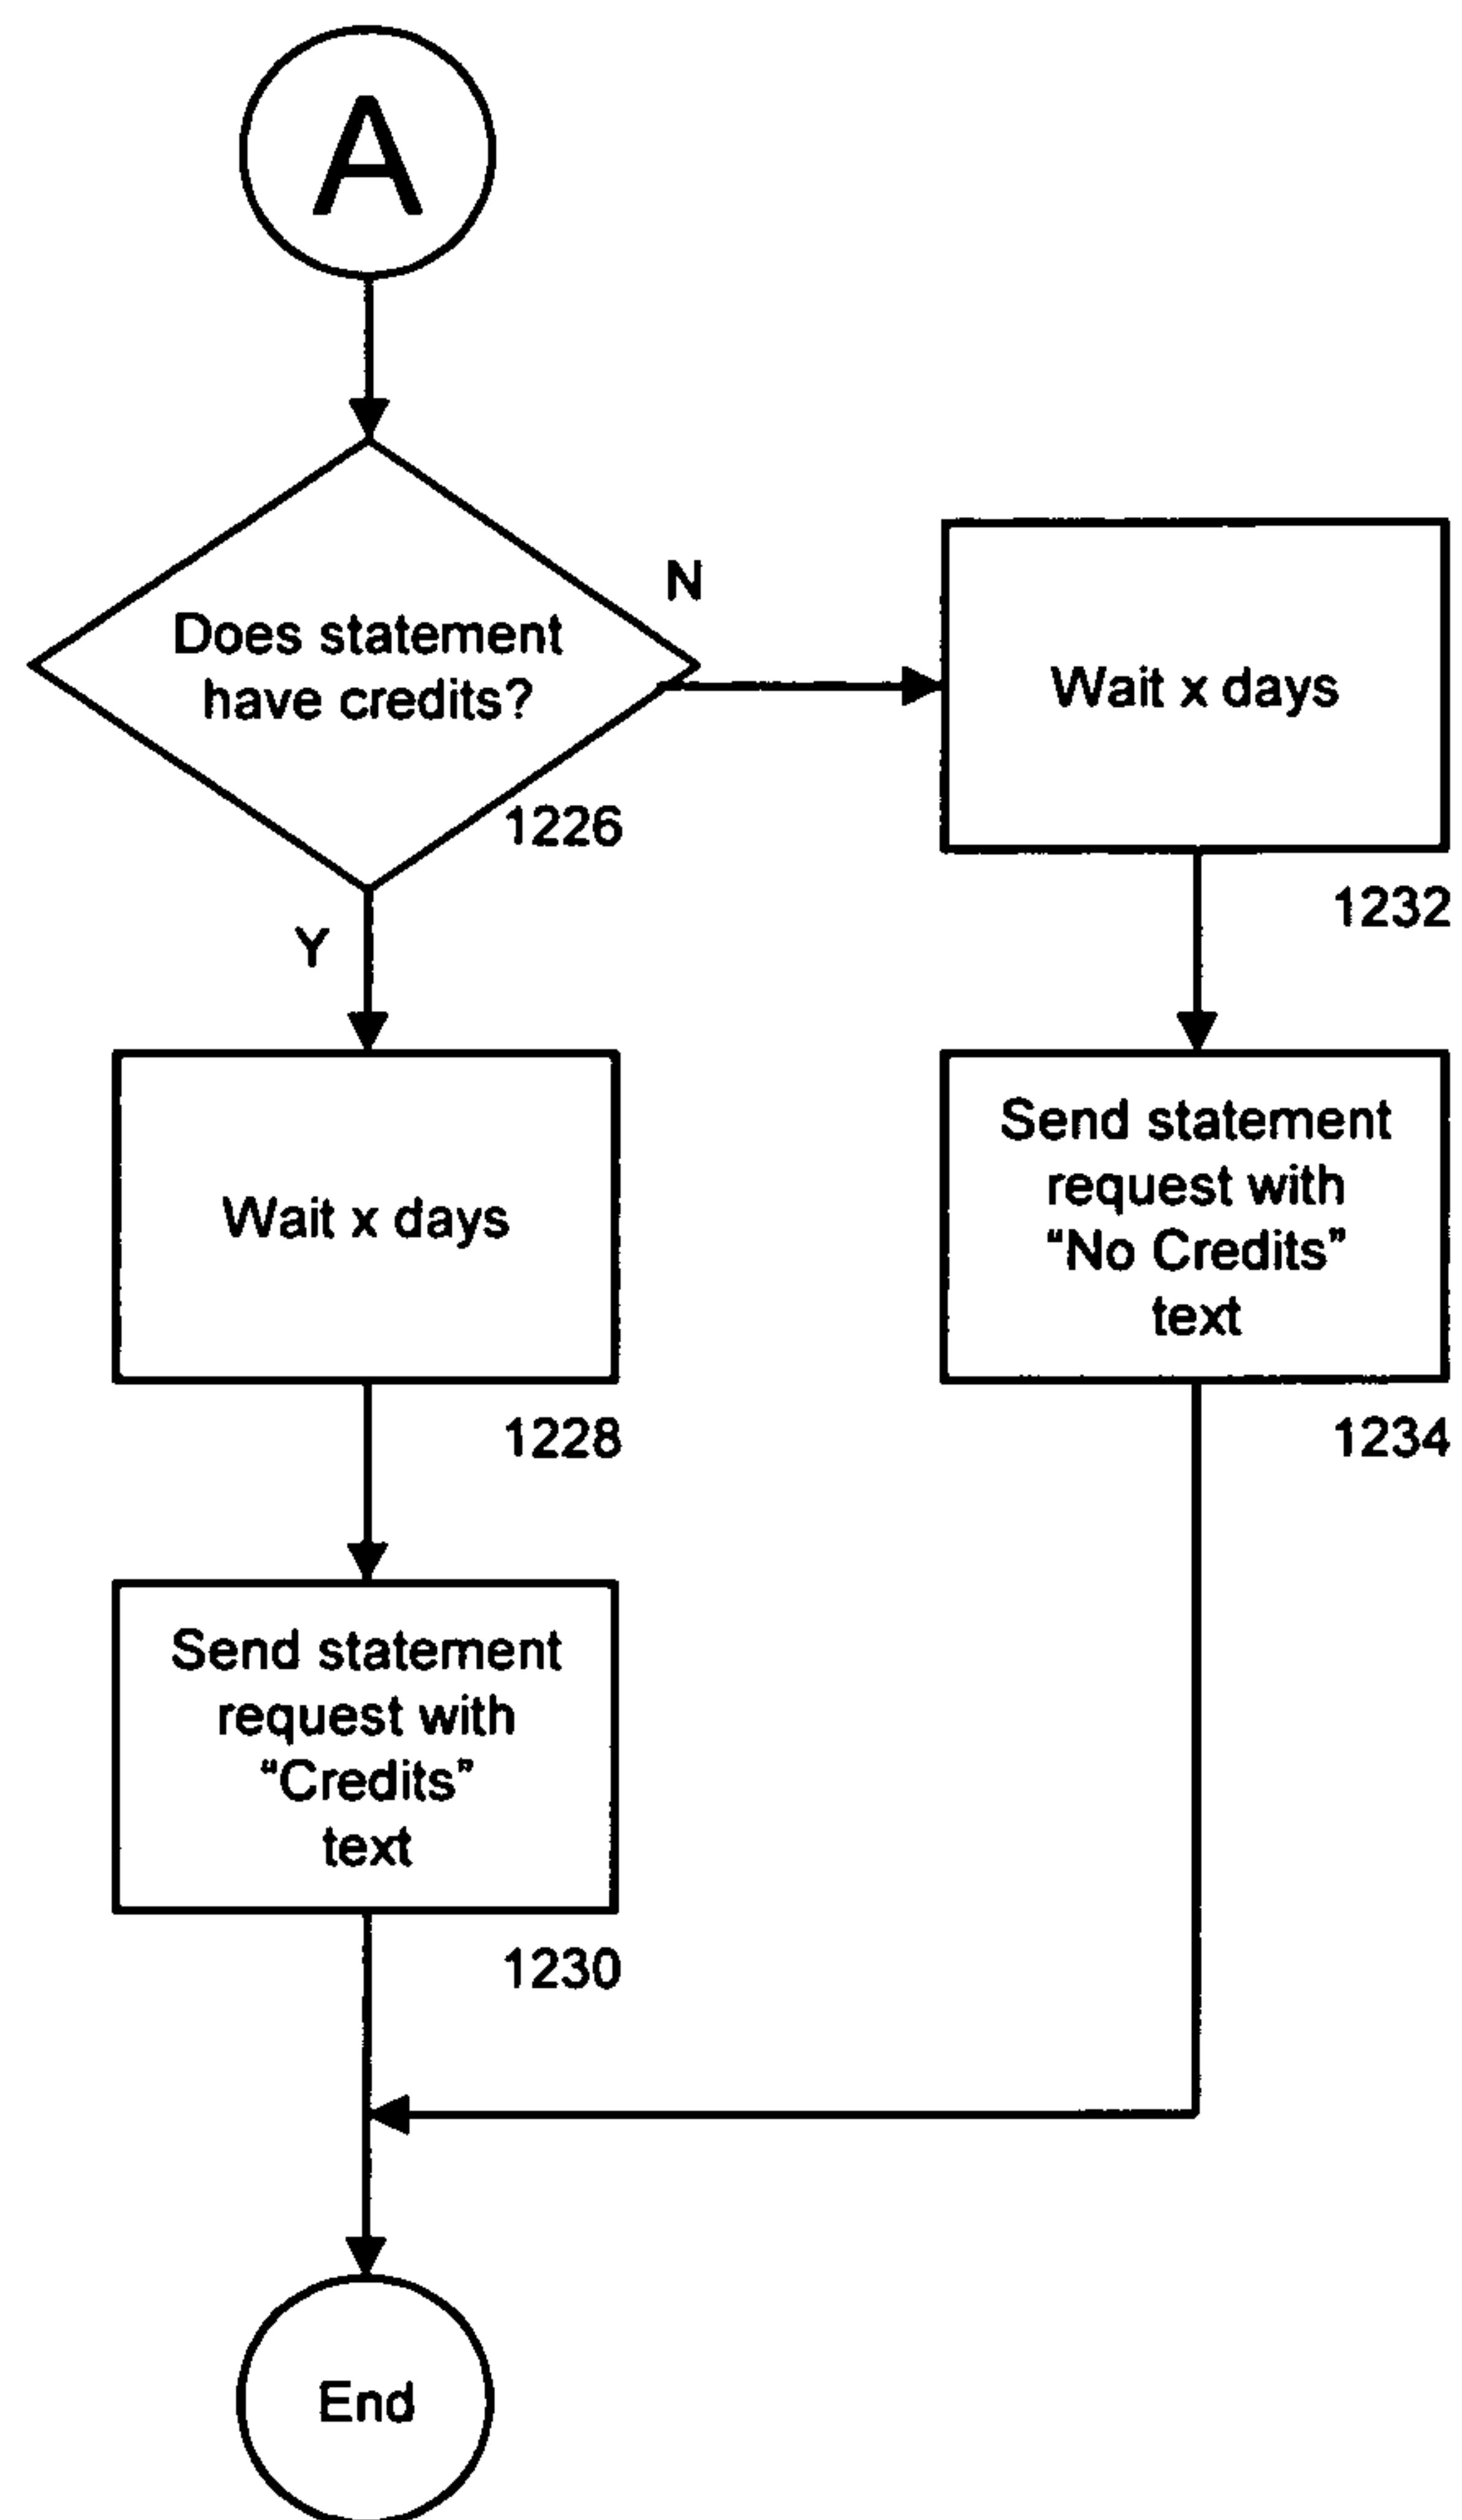 A
Does statement
have credits?
N
1226
Y
Wait x days
1232
Wait x days
1228
Send statement
request with
“No Credits”
text
1234
Send statement
request with
“Credits”
text
1230
End